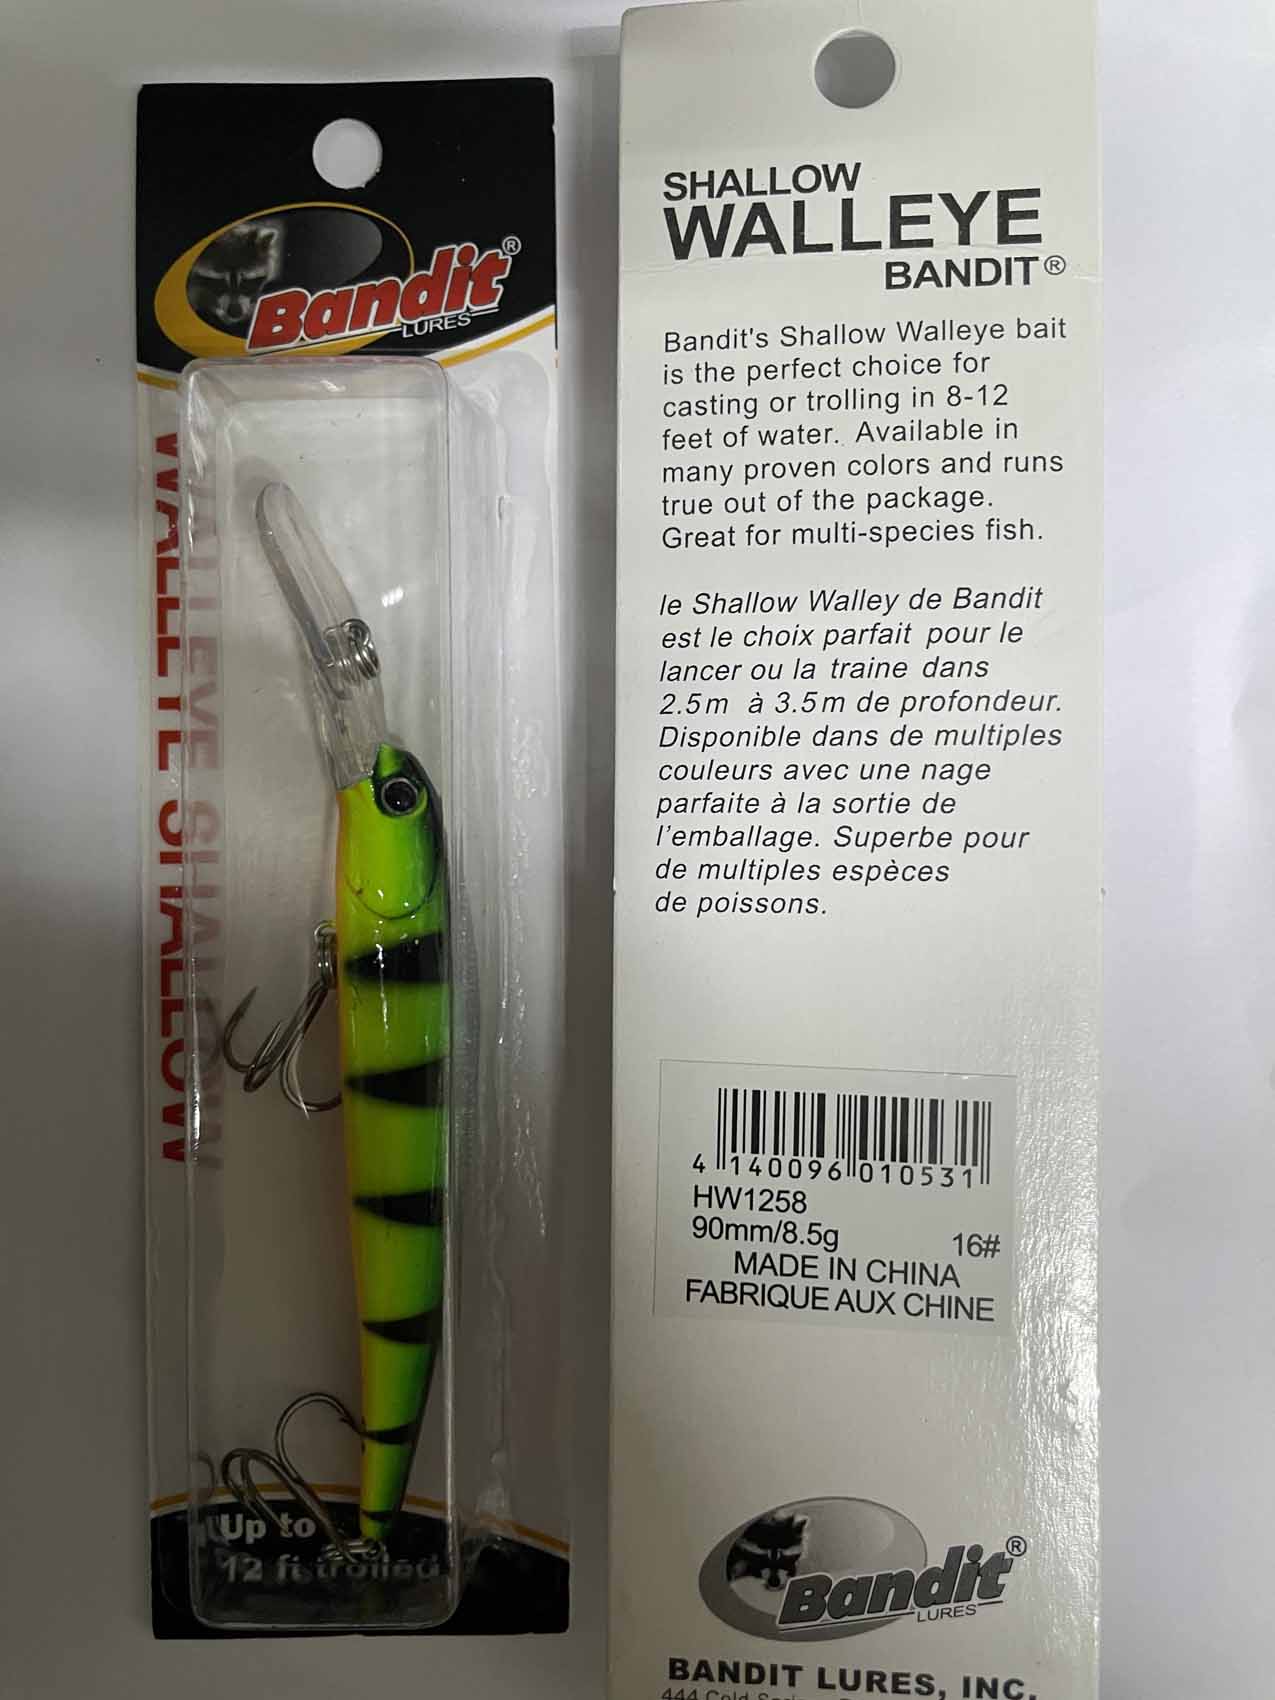 Bandit®
LURES
WALLEYE SHALLOW
Up to
12 ft trolled
SHALLOW
WALLEYE
BANDIT®
Bandit's Shallow Walleye bait
is the perfect choice for
casting or trolling in 8-12
feet of water. Available in
many proven colors and runs
true out of the package.
Great for multi-species fish.
le Shallow Walley de Bandit
est le choix parfait pour le
lancer ou la traine dans
2.5m à 3.5m de profondeur.
Disponible dans de multiples
couleurs avec une nage
parfaite à la sortie de
l'emballage. Superbe pour
de multiples espèces
de poissons.
4 140096 010531
HW1258
90mm/8.5g 16#
MADE IN CHINA
FABRIQUE AUX CHINE
Bandit®
LURES
BANDIT LURES, INC.
444 Cold